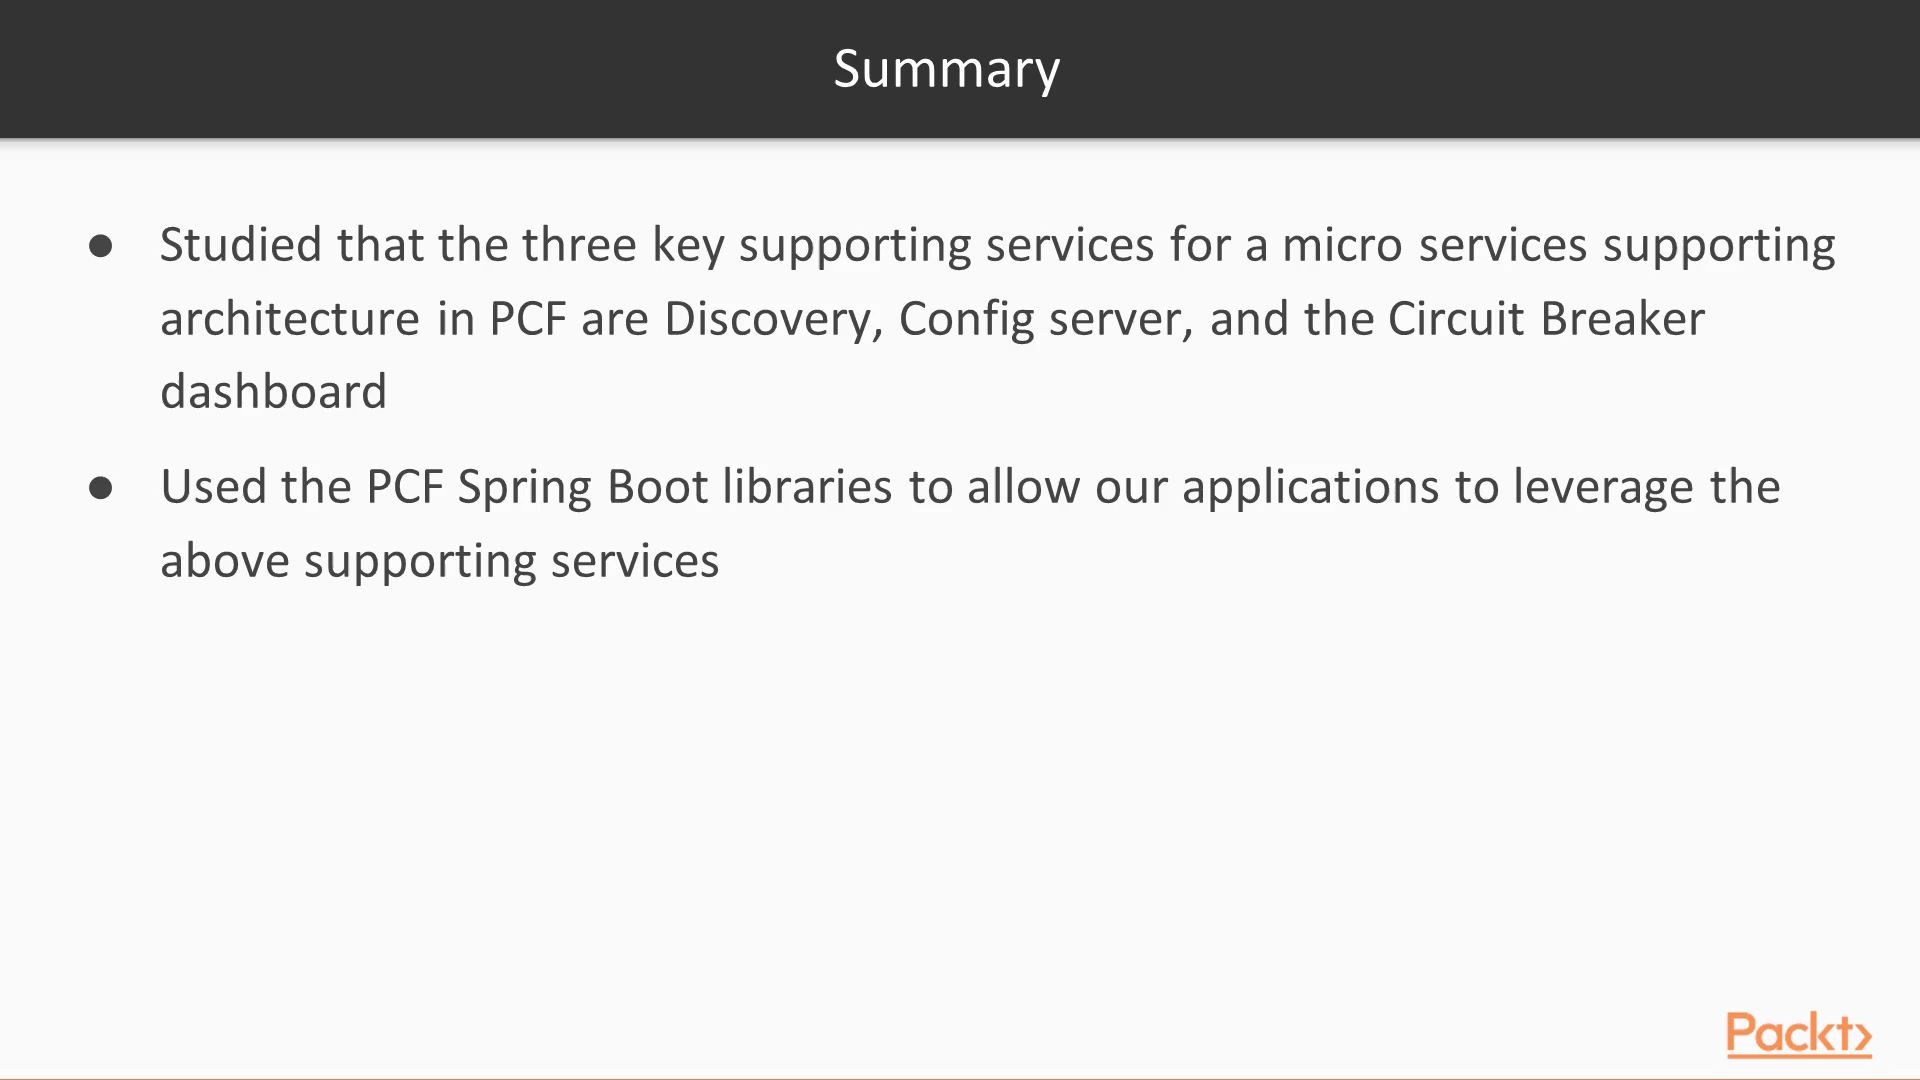 Summary
● Studied that the three key supporting services for a micro services supporting
architecture in PCF are Discovery, Config server, and the Circuit Breaker
dashboard
● Used the PCF Spring Boot libraries to allow our applications to leverage the
above supporting services
Packt>